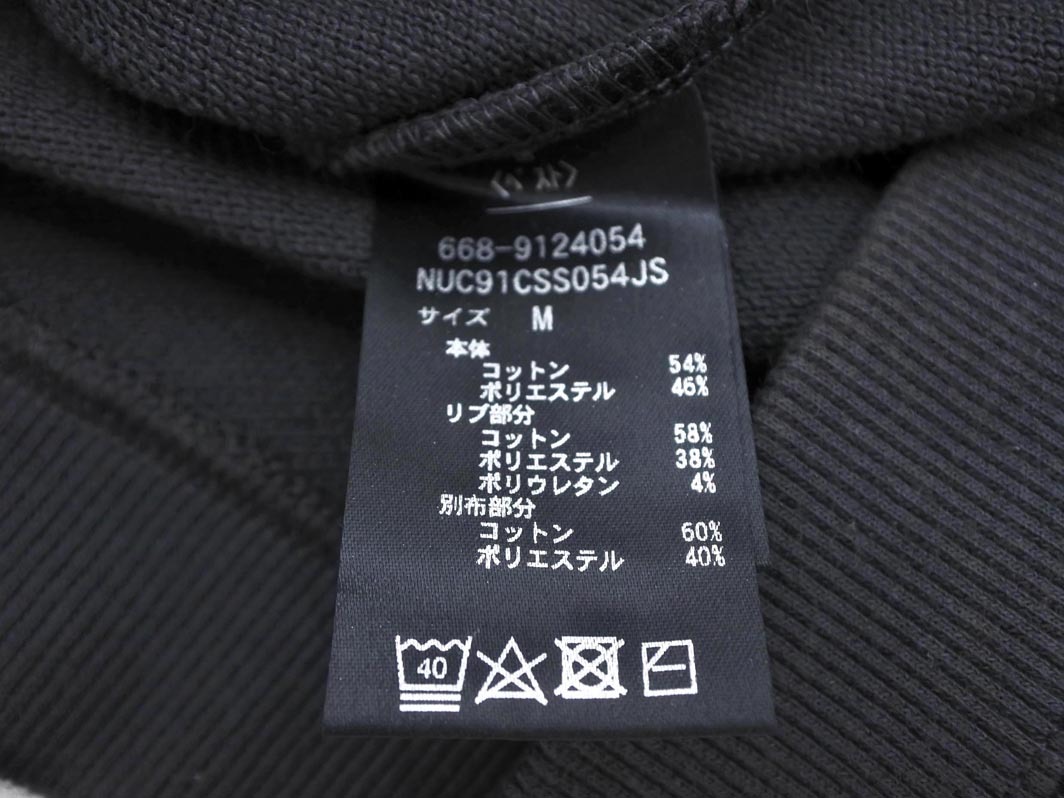 668-9124054
NUC91CSS054JS
サイズ M
本体
コットン 54%
ポリエステル 46%
リブ部分
コットン 58%
ポリエステル 38%
ポリウレタン 4%
別布部分
コットン 60%
ポリエステル 40%
40